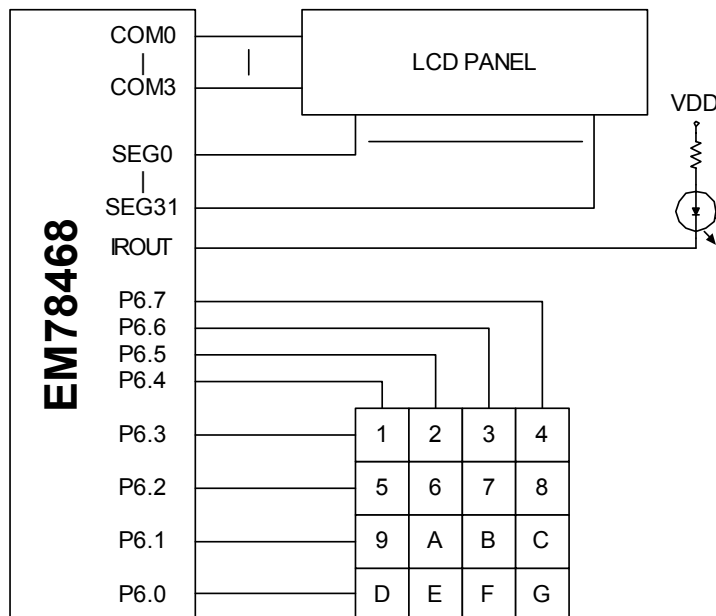 COM0
COM3
LCD PANEL
VDD
SEG0
SEG31
IROUT
EM78468
P6.7
P6.6
P6.5
P6.4
P6.3
1 2 3 4
P6.2
5 6 7 8
P6.1
9 A B C
P6.0
D E F G